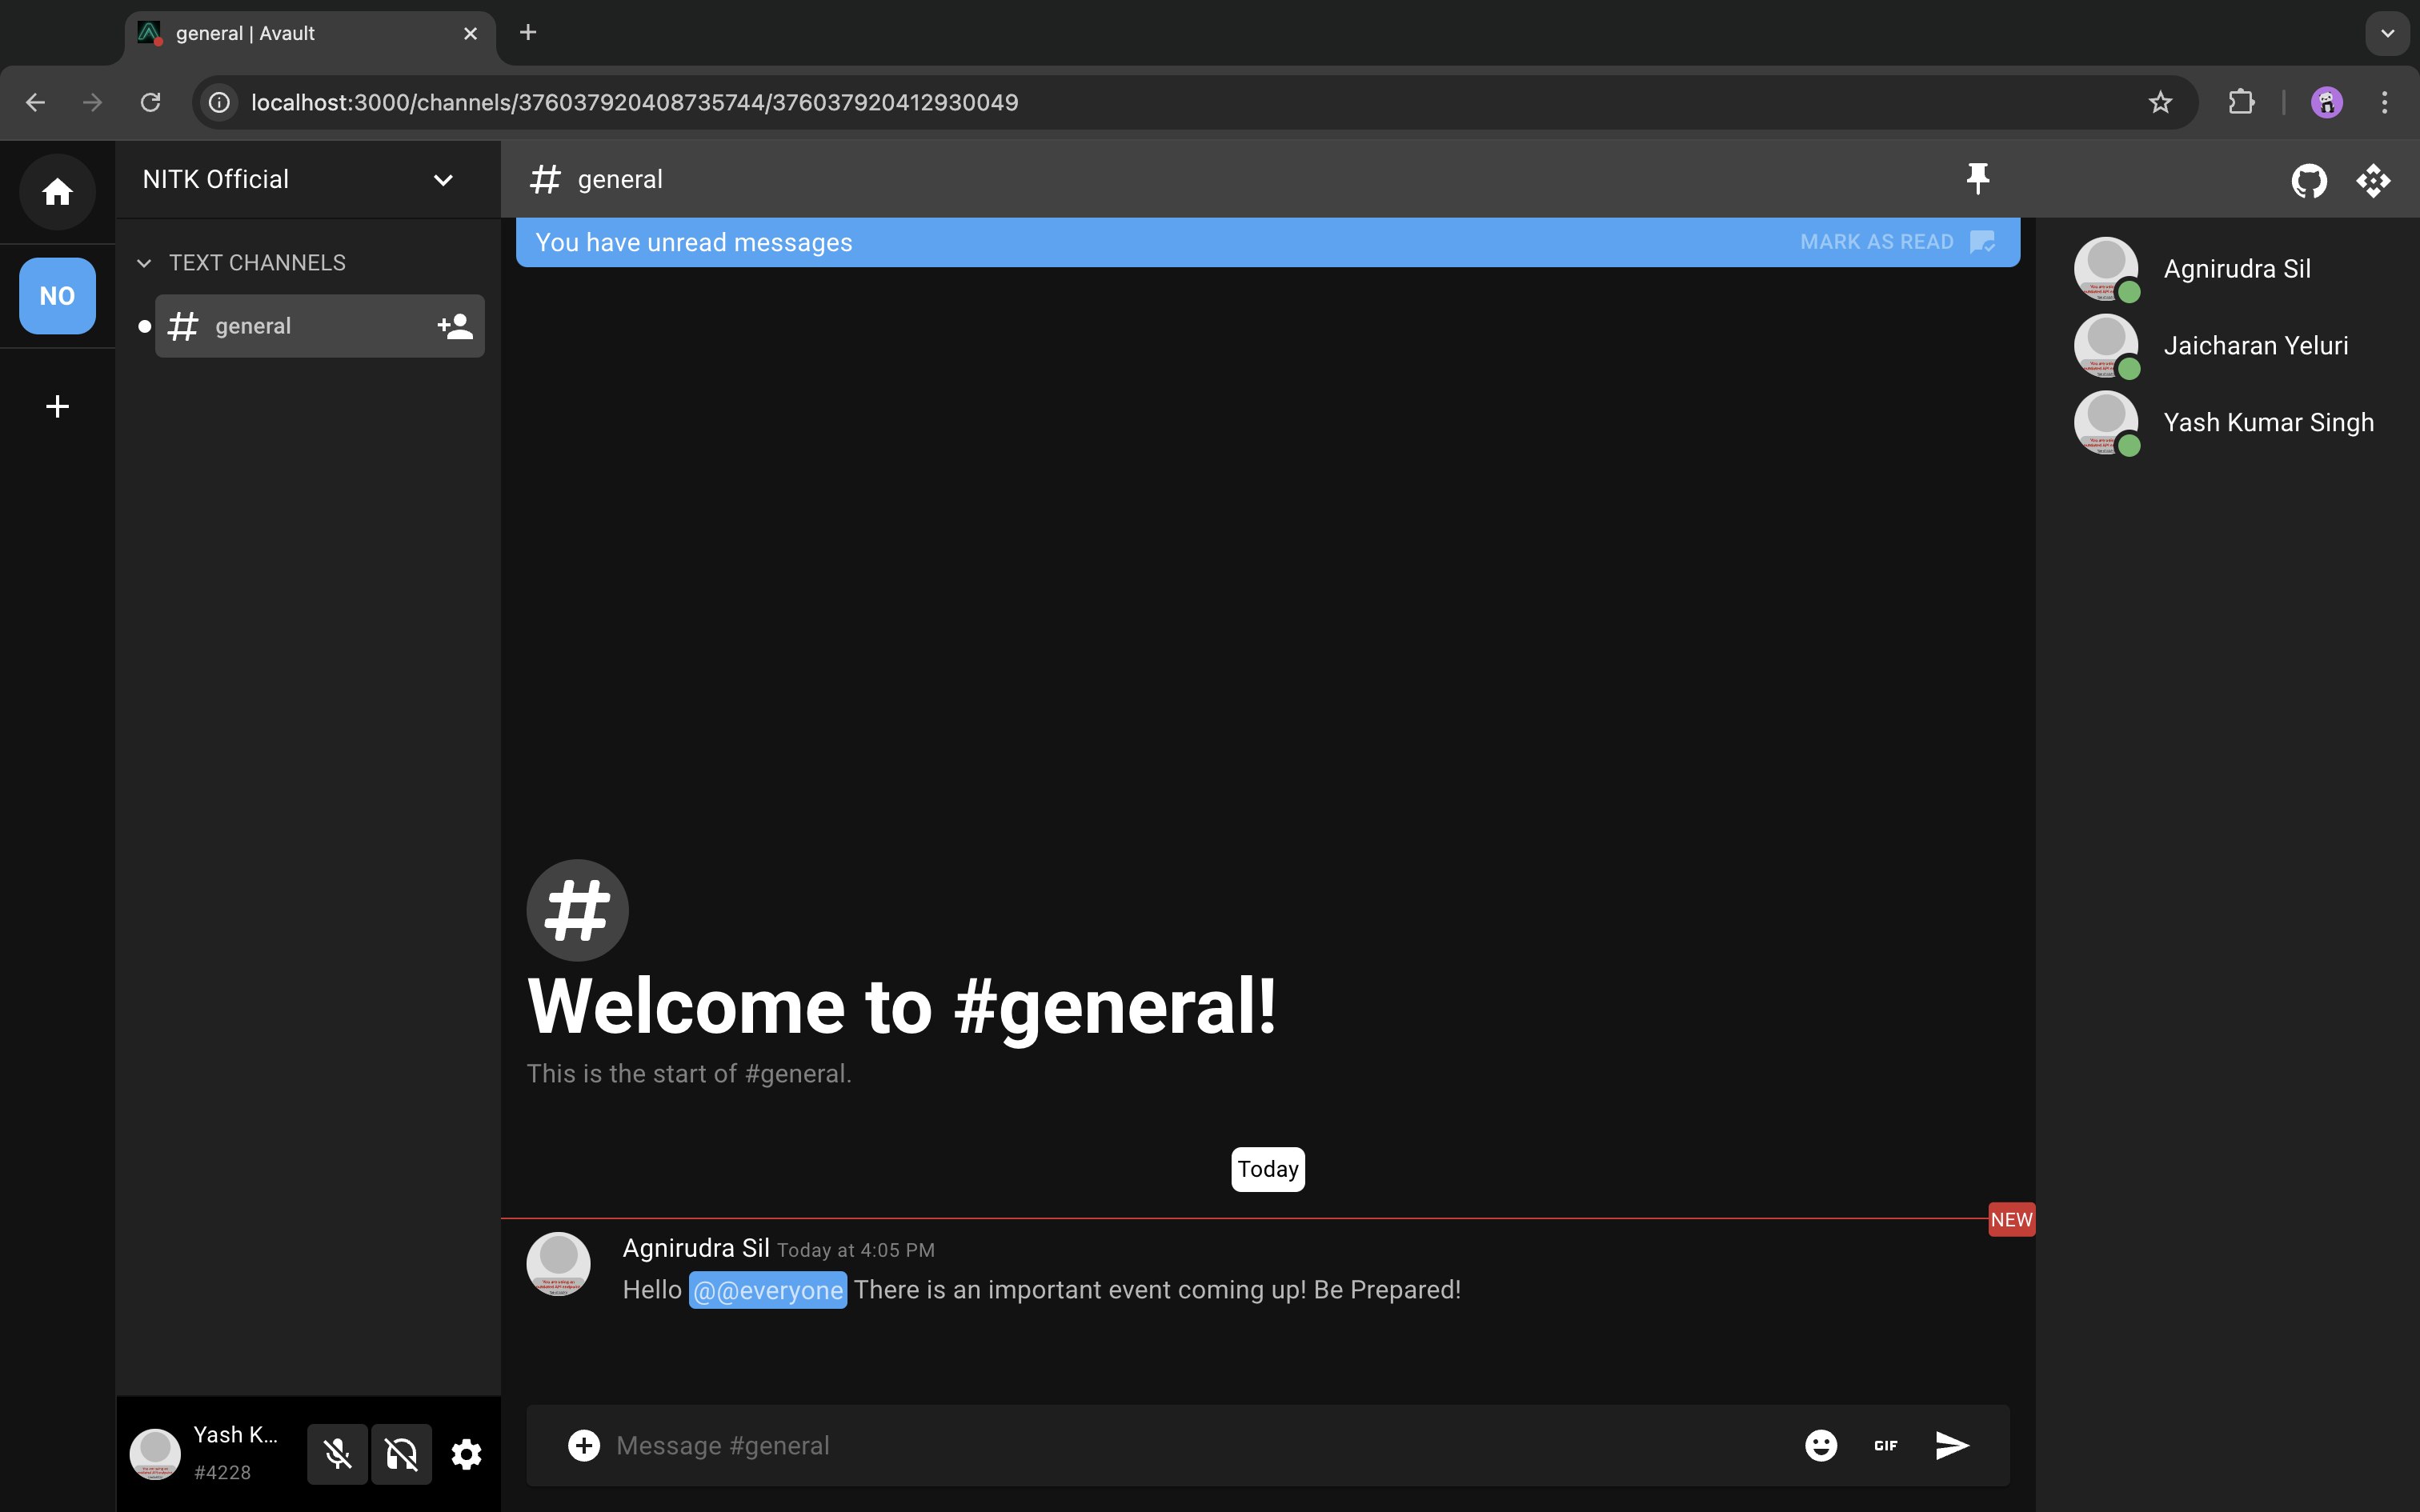 general | Avault
localhost:3000/channels/376037920408735744/376037920412930049
NITK Official
general
You have unread messages
MARK AS READ
NO
TEXT CHANNELS
general
Agnirudra Sil
Jaicharan Yeluri
Yash Kumar Singh
#
Welcome to #general!
This is the start of #general.
Today
NEW
Agnirudra Sil Today at 4:05 PM
Hello @@everyone There is an important event coming up! Be Prepared!
Yash K...
#4228
Message #general
GIF